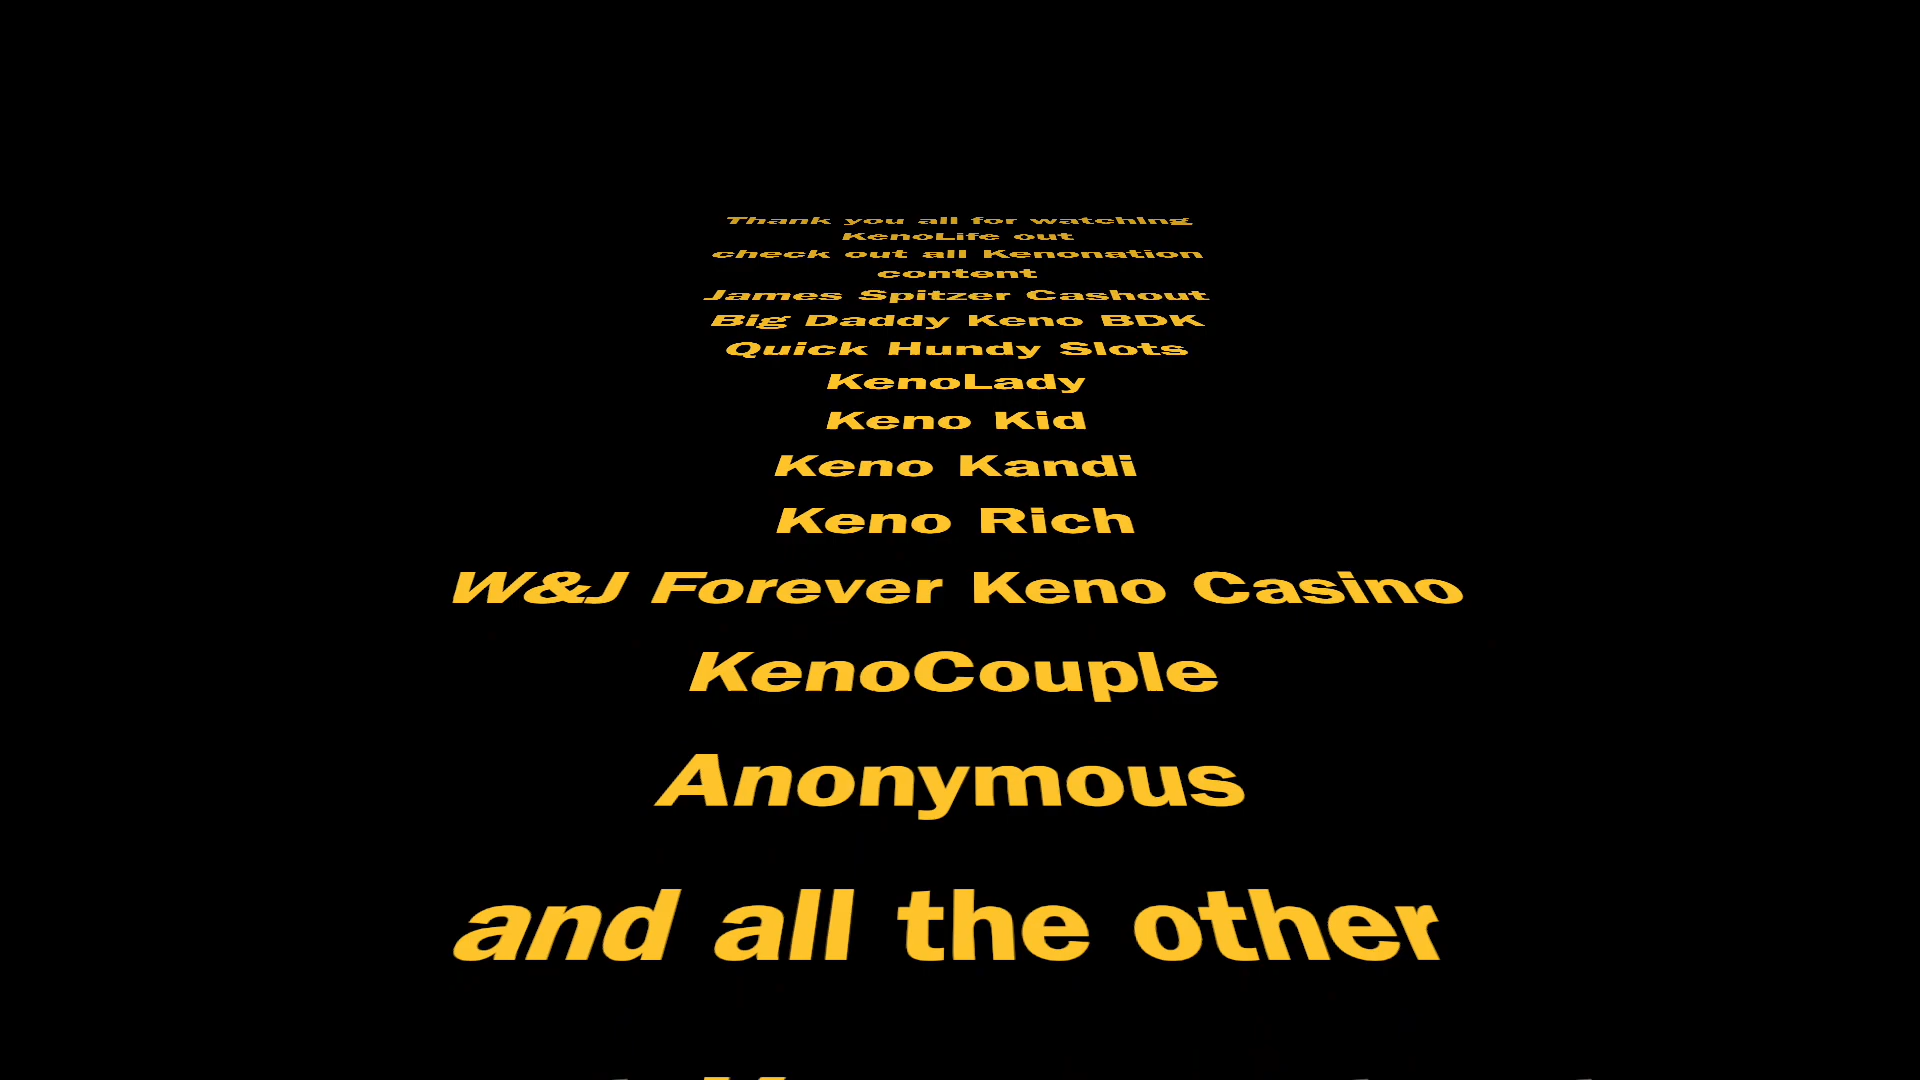 Thank you all for watching
KenoLife out
check out all Kenonation
content
James Spitzer Cashout
Big Daddy Keno BDK
Quick Hundy Slots
KenoLady
Keno Kid
Keno Kandi
Keno Rich
W&J Forever Keno Casino
KenoCouple
Anonymous
and all the other